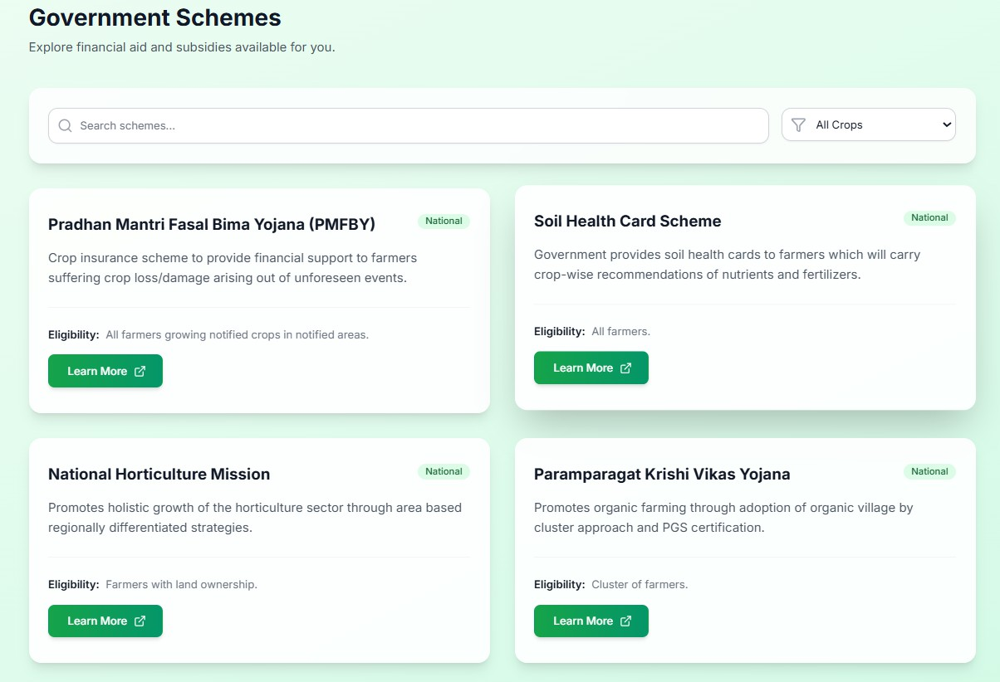 Government Schemes
Explore financial aid and subsidies available for you.
Search schemes...
All Crops
Pradhan Mantri Fasal Bima Yojana (PMFBY)
National
Crop insurance scheme to provide financial support to farmers
suffering crop loss/damage arising out of unforeseen events.
Eligibility: All farmers growing notified crops in notified areas.
Learn More
Soil Health Card Scheme
National
Government provides soil health cards to farmers which will carry
crop-wise recommendations of nutrients and fertilizers.
Eligibility: All farmers.
Learn More
National Horticulture Mission
National
Promotes holistic growth of the horticulture sector through area based
regionally differentiated strategies.
Eligibility: Farmers with land ownership.
Learn More
Paramparagat Krishi Vikas Yojana
National
Promotes organic farming through adoption of organic village by
cluster approach and PGS certification.
Eligibility: Cluster of farmers.
Learn More